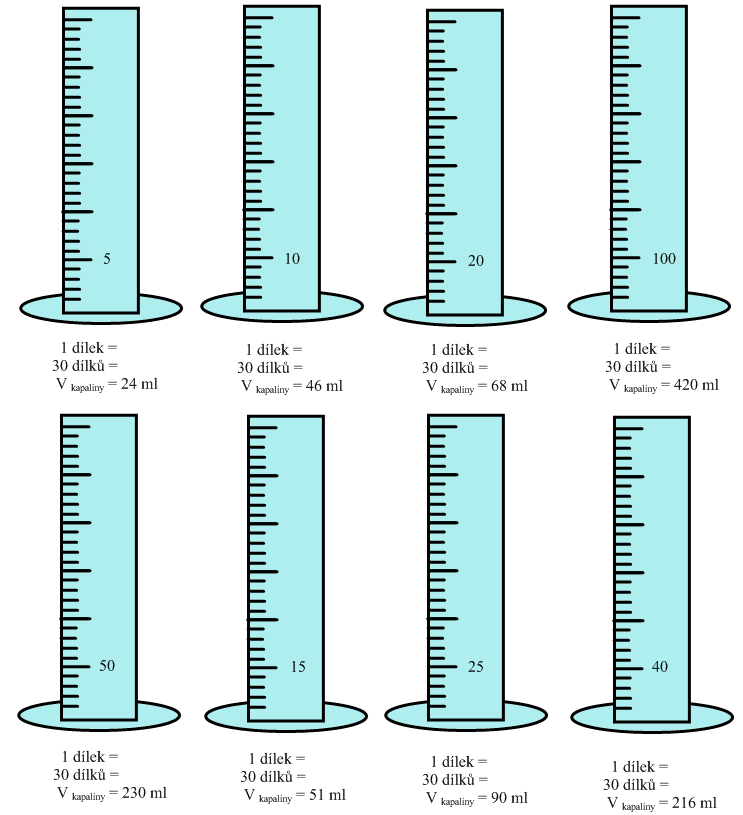 5
10
20
100
1 dílek =
30 dílků =
V kapaliny = 24 ml
1 dílek =
30 dílků =
V kapaliny = 46 ml
1 dílek =
30 dílků =
V kapaliny = 68 ml
1 dílek =
30 dílků =
V kapaliny = 420 ml
50
15
25
40
1 dílek =
30 dílků =
V kapaliny = 230 ml
1 dílek =
30 dílků =
V kapaliny = 51 ml
1 dílek =
30 dílků =
V kapaliny = 90 ml
1 dílek =
30 dílků =
V kapaliny = 216 ml